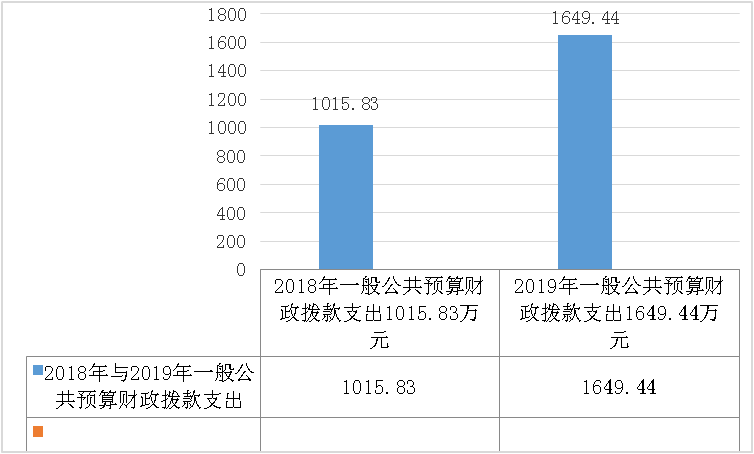 1800
1600
1400
1200
1000
800
600
400
200
0
1015.83
1649.44
2018年一般公共预算财
政拨款支出1015.83万
元
2019年一般公共预算财
政拨款支出1649.44万
元
2018年与2019年一般公
共预算财政拨款支出
1015.83
1649.44